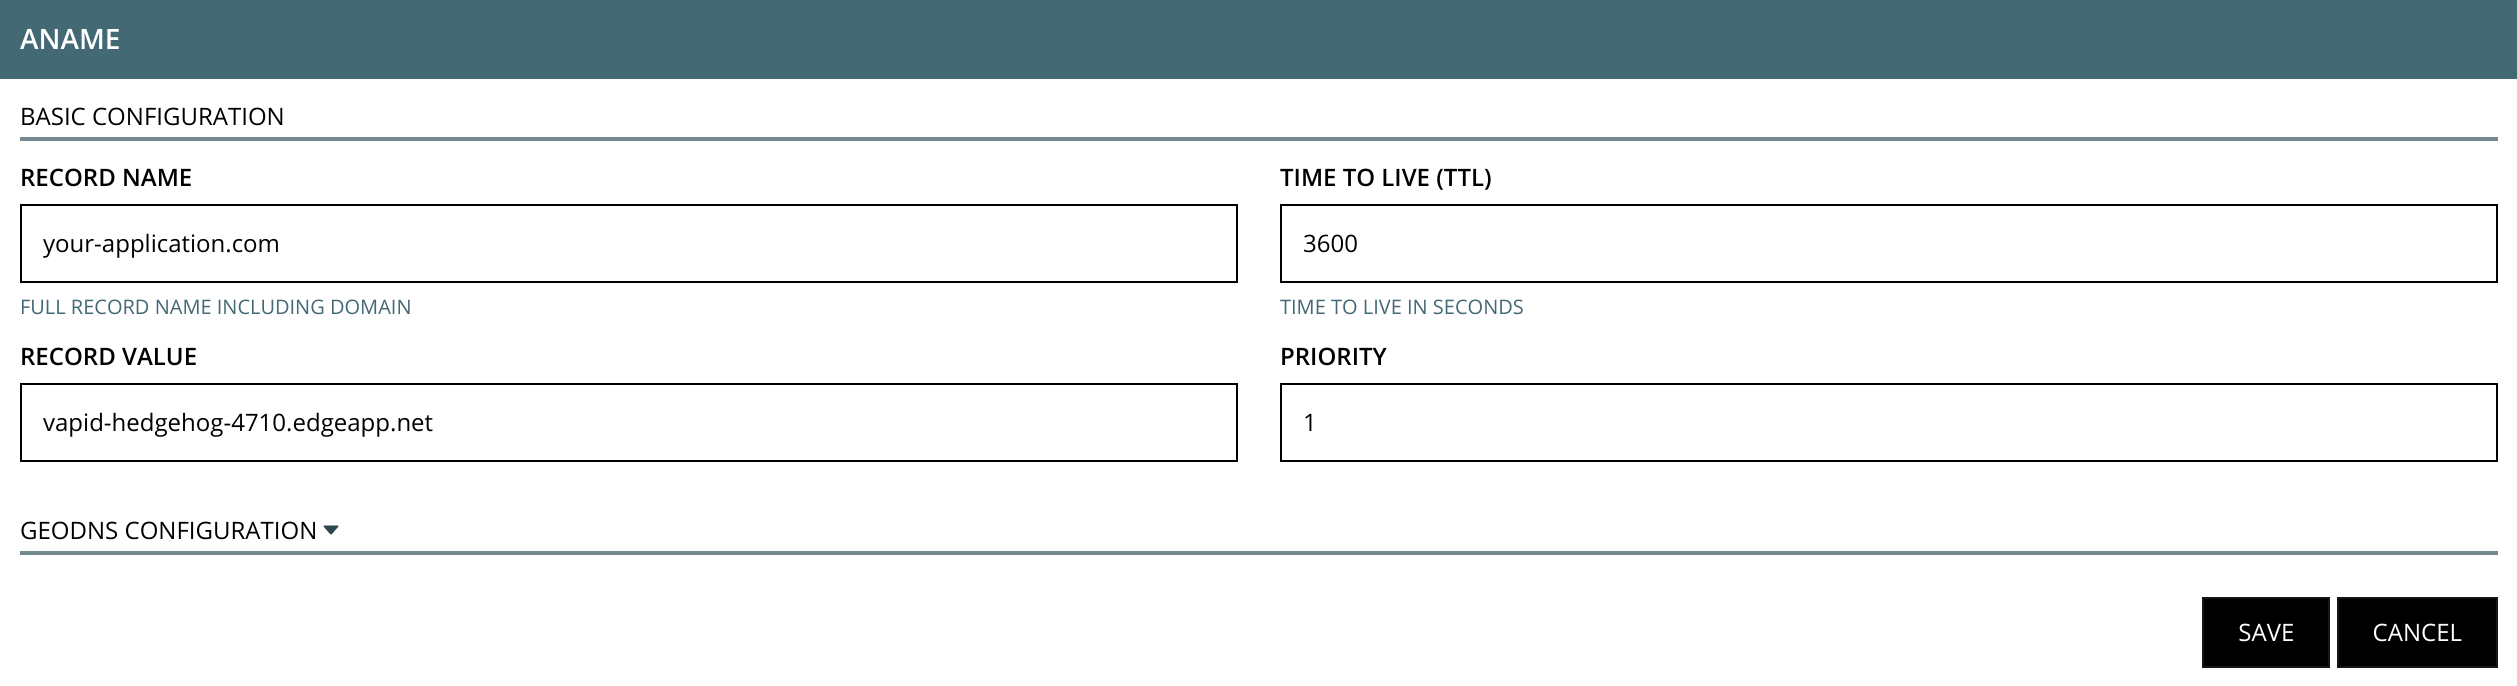 ANAME
BASIC CONFIGURATION
RECORD NAME
TIME TO LIVE (TTL)
your-application.com
3600
FULL RECORD NAME INCLUDING DOMAIN
TIME TO LIVE IN SECONDS
RECORD VALUE
PRIORITY
vapid-hedgehog-4710.edgeapp.net
1
GEODNS CONFIGURATION
SAVE
CANCEL